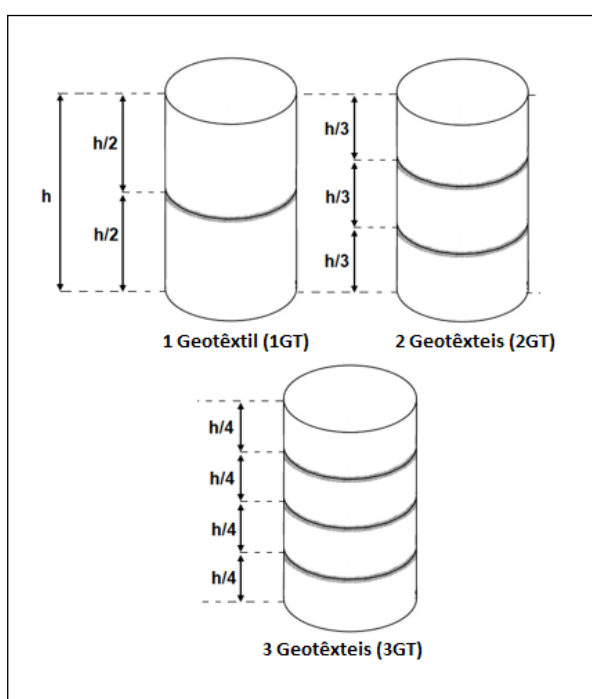 h
h/2
h/2
1 Geotêxtil (1GT)
h/3
h/3
h/3
2 Geotêxteis (2GT)
h/4
h/4
h/4
h/4
3 Geotêxteis (3GT)